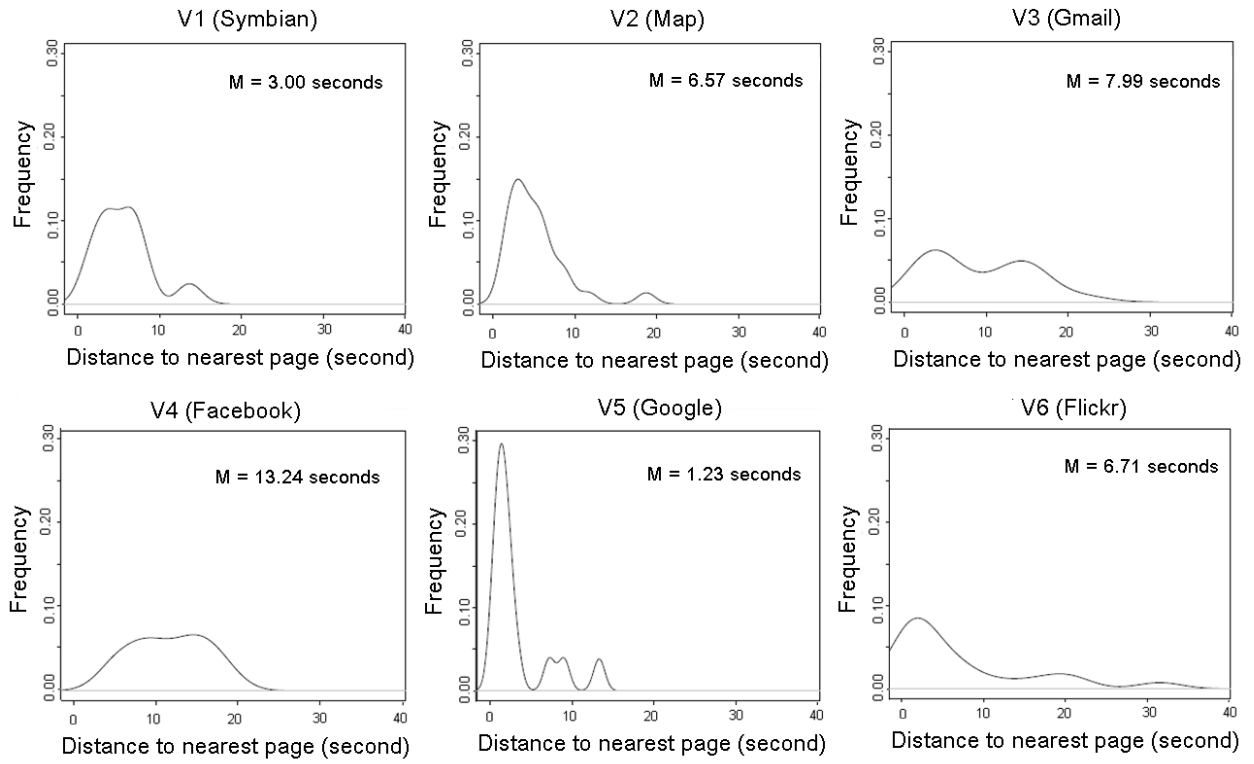 V1 (Symbian)
M = 3.00 seconds
Frequency
0.00 0.10 0.20 0.30
0 10 20 30 40
Distance to nearest page (second)
V2 (Map)
M = 6.57 seconds
Frequency
0.00 0.10 0.20 0.30
0 10 20 30 40
Distance to nearest page (second)
V3 (Gmail)
M = 7.99 seconds
Frequency
0.00 0.10 0.20 0.30
0 10 20 30 40
Distance to nearest page (second)
V4 (Facebook)
M = 13.24 seconds
Frequency
0.00 0.10 0.20 0.30
0 10 20 30 40
Distance to nearest page (second)
V5 (Google)
M = 1.23 seconds
Frequency
0.00 0.10 0.20 0.30
0 10 20 30 40
Distance to nearest page (second)
V6 (Flickr)
M = 6.71 seconds
Frequency
0.00 0.10 0.20 0.30
0 10 20 30 40
Distance to nearest page (second)